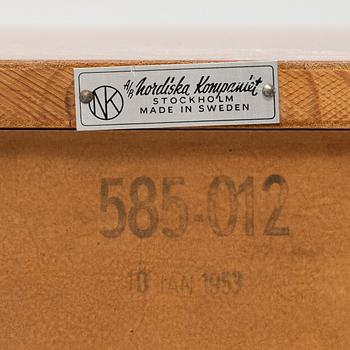 NK A/B Nordiska Kompaniet
STOCKHOLM
MADE IN SWEDEN
585-012
10 JAN 1953